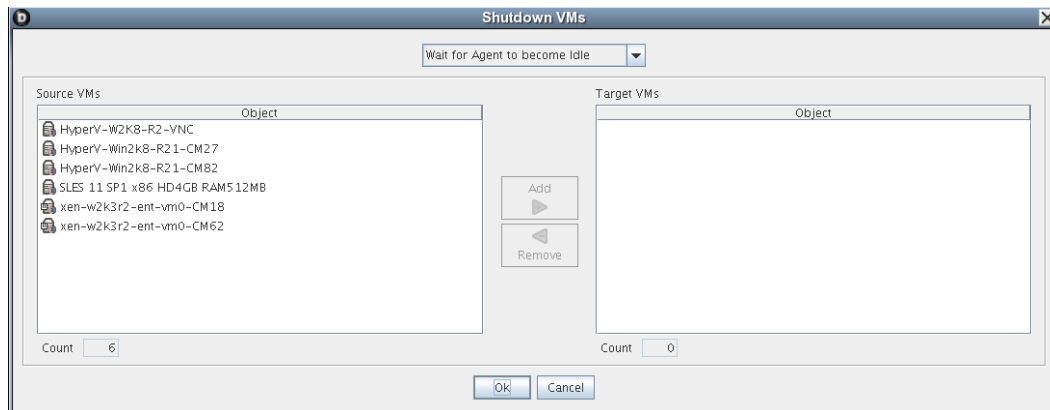 Shutdown VMs
Wait for Agent to become Idle
Source VMs
Object
HyperV-W2K8-R2-VNC
HyperV-Win2k8-R21-CM27
HyperV-Win2k8-R21-CM82
SLES 11 SP1 x86 HD4GB RAM512MB
xen-w2k3r2-ent-vm0-CM18
xen-w2k3r2-ent-vm0-CM62
Count 6
Add
Remove
Target VMs
Object
Count 0
Ok Cancel